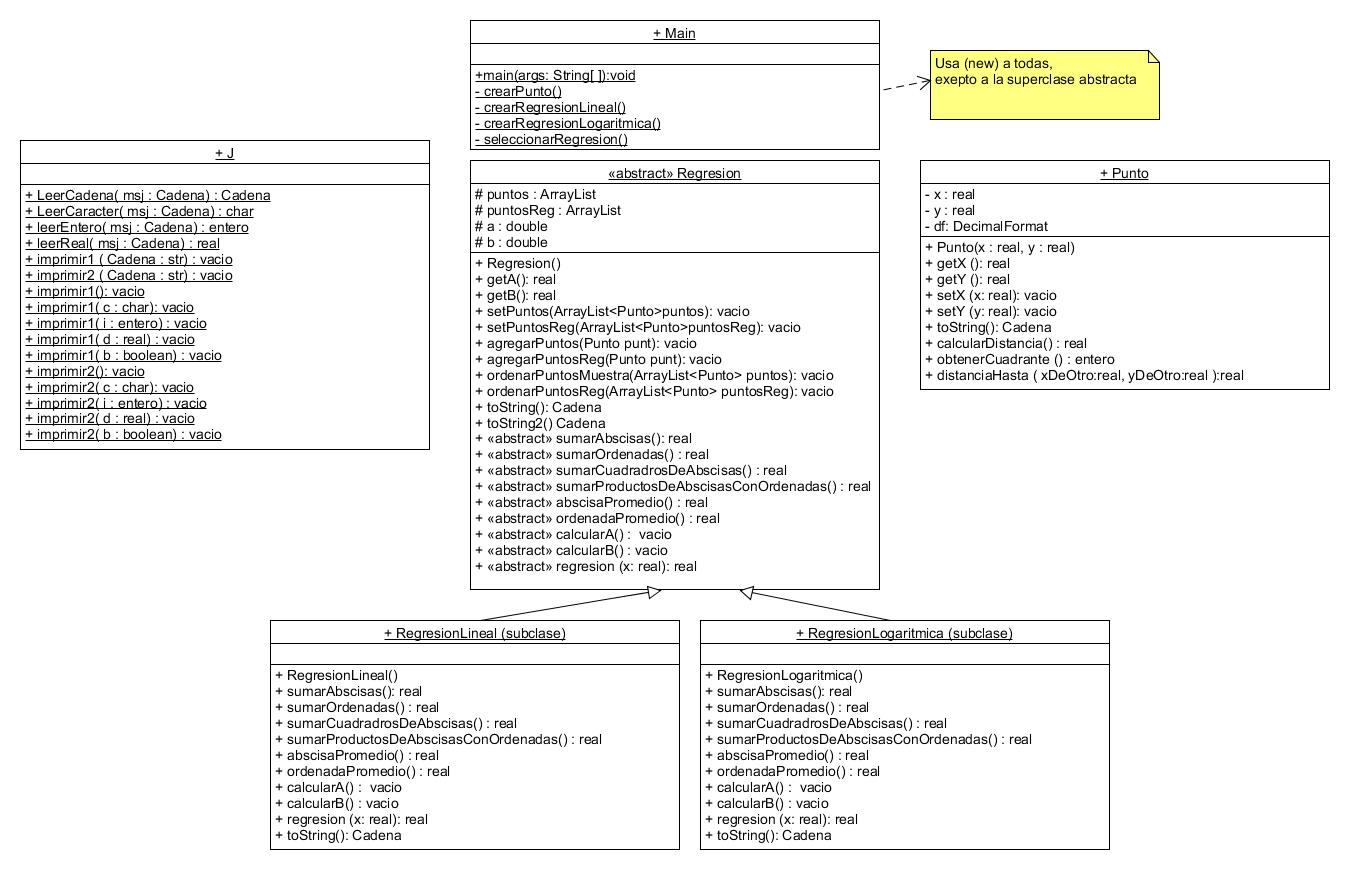 + Main
+main(args: String[ ]):void
- crearPunto()
- crearRegresionLineal()
- crearRegresionLogaritmica()
- seleccionarRegresion()
Usa (new) a todas,
exepto a la superclase abstracta
+ J
+ LeerCadena( msj : Cadena) : Cadena
+ LeerCaracter( msj : Cadena) : char
+ leerEntero( msj : Cadena) : entero
+ leerReal( msj : Cadena) : real
+ imprimir1 ( Cadena : str) : vacio
+ imprimir2 ( Cadena : str) : vacio
+ imprimir1(): vacio
+ imprimir1( c : char): vacio
+ imprimir1( i : entero) : vacio
+ imprimir1( d : real) : vacio
+ imprimir1( b : boolean) : vacio
+ imprimir2(): vacio
+ imprimir2( c : char): vacio
+ imprimir2( i : entero) : vacio
+ imprimir2( d : real) : vacio
+ imprimir2( b : boolean) : vacio
«abstract» Regresion
# puntos : ArrayList
# puntosReg : ArrayList
# a : double
# b : double
+ Regresion()
+ getA(): real
+ getB(): real
+ setPuntos(ArrayList<Punto>puntos): vacio
+ setPuntosReg(ArrayList<Punto>puntosReg): vacio
+ agregarPuntos(Punto punt): vacio
+ agregarPuntosReg(Punto punt): vacio
+ ordenarPuntosMuestra(ArrayList<Punto> puntos): vacio
+ ordenarPuntosReg(ArrayList<Punto> puntosReg): vacio
+ toString(): Cadena
+ toString2() Cadena
+ «abstract» sumarAbscisas(): real
+ «abstract» sumarOrdenadas() : real
+ «abstract» sumarCuadradrosDeAbscisas() : real
+ «abstract» sumarProductosDeAbscisasConOrdenadas() : real
+ «abstract» abscisaPromedio() : real
+ «abstract» ordenadaPromedio() : real
+ «abstract» calcularA() :  vacio
+ «abstract» calcularB() : vacio
+ «abstract» regresion (x: real): real
+ Punto
- x : real
- y : real
- df: DecimalFormat
+ Punto(x : real, y : real)
+ getX (): real
+ getY (): real
+ setX (x: real): vacio
+ setY (y: real): vacio
+ toString(): Cadena
+ calcularDistancia() : real
+ obtenerCuadrante () : entero
+ distanciaHasta ( xDeOtro:real, yDeOtro:real ):real
+ RegresionLineal (subclase)
+ RegresionLineal()
+ sumarAbscisas(): real
+ sumarOrdenadas() : real
+ sumarCuadradrosDeAbscisas() : real
+ sumarProductosDeAbscisasConOrdenadas() : real
+ abscisaPromedio() : real
+ ordenadaPromedio() : real
+ calcularA() :  vacio
+ calcularB() : vacio
+ regresion (x: real): real
+ toString(): Cadena
+ RegresionLogaritmica (subclase)
+ RegresionLogaritmica()
+ sumarAbscisas(): real
+ sumarOrdenadas() : real
+ sumarCuadradrosDeAbscisas() : real
+ sumarProductosDeAbscisasConOrdenadas() : real
+ abscisaPromedio() : real
+ ordenadaPromedio() : real
+ calcularA() :  vacio
+ calcularB() : vacio
+ regresion (x: real): real
+ toString(): Cadena